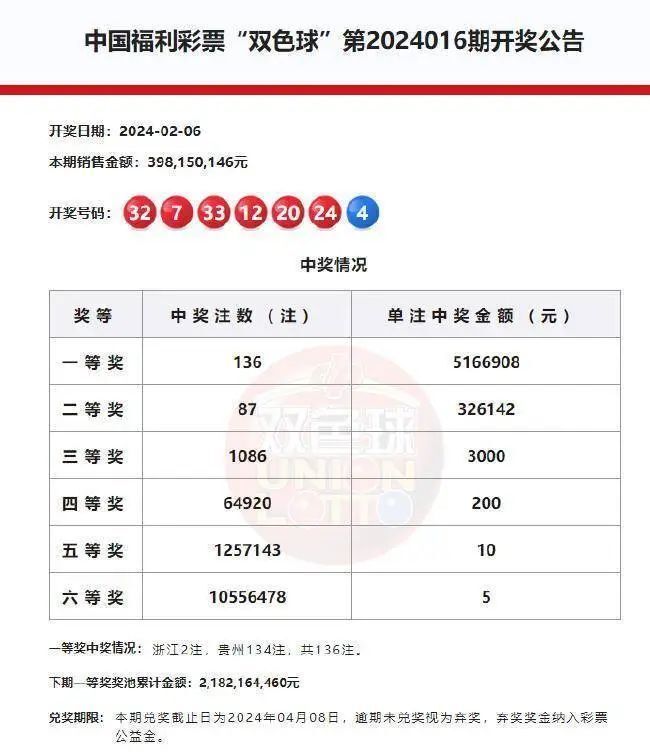 中国福利彩票“双色球”第2024016期开奖公告
开奖日期：2024-02-06
本期销售金额：398,150,146元
开奖号码： 32 7 33 12 20 24 4
中奖情况
奖等 中奖注数（注） 单注中奖金额（元）
一等奖 136 5166908
二等奖 87 326142
三等奖 1086 3000
四等奖 64920 200
五等奖 1257143 10
六等奖 10556478 5
双色球
UNION
LOTTO
一等奖中奖情况： 浙江2注，贵州134注，共136注。
下期一等奖奖池累计金额：2,182,164,460元
兑奖期限： 本期兑奖截止日为2024年04月08日，逾期未兑奖视为弃奖，弃奖奖金纳入彩票
公益金。